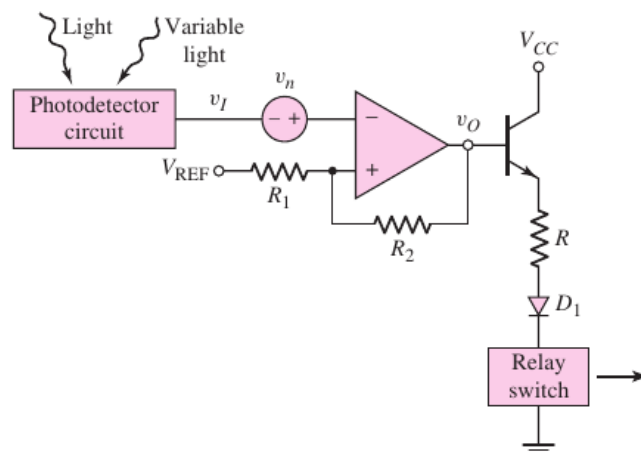 Light
Variable
light
Photodetector
circuit
v_I
v_n
− +
−
+
v_O
V_CC
V_REF
R_1
R_2
R
D_1
Relay
switch